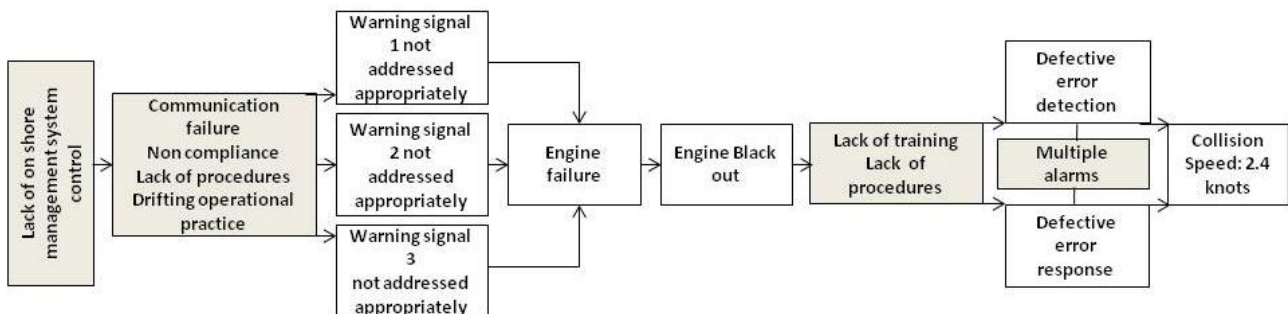 Lack of on shore
management system
control
Communication
failure
Non compliance
Lack of procedures
Drifting operational
practice
Warning signal
1 not
addressed
appropriately
Warning signal
2 not
addressed
appropriately
Warning signal
3
not addressed
appropriately
Engine
failure
Engine Black
out
Lack of training
Lack of
procedures
Defective
error
detection
Multiple
alarms
Defective
error
response
Collision
Speed: 2.4
knots